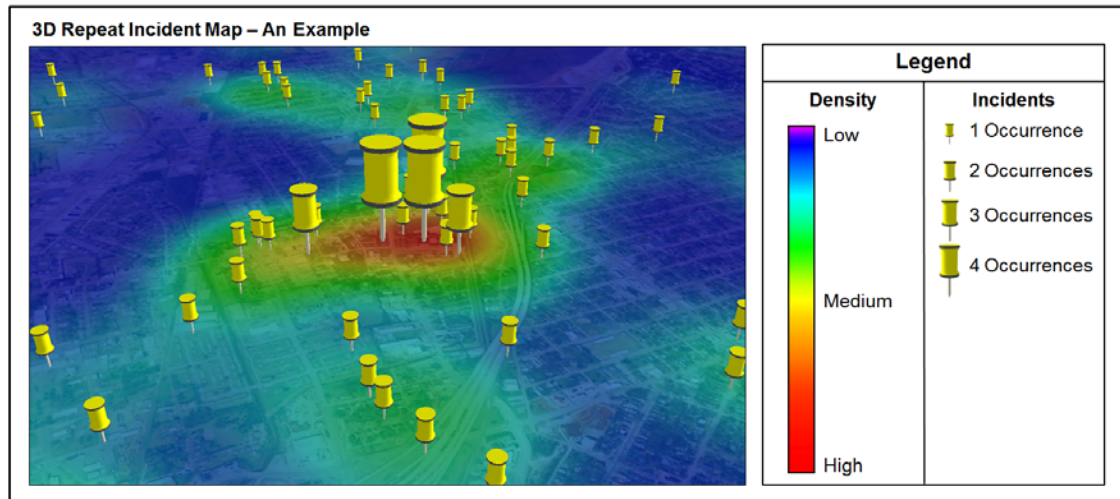 3D Repeat Incident Map – An Example
Legend
Density
Incidents
Low
Medium
High
1 Occurrence
2 Occurrences
3 Occurrences
4 Occurrences